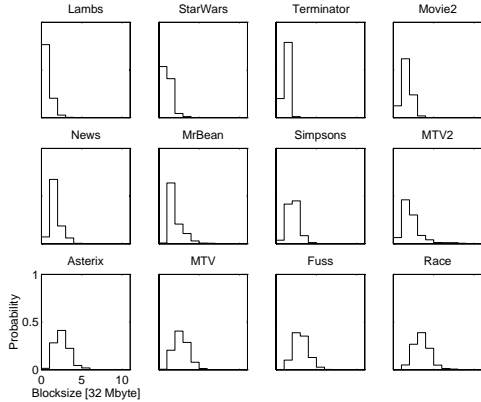 Lambs StarWars Terminator Movie2
News MrBean Simpsons MTV2
Asterix MTV Fuss Race
1
0.5
0
Probability
0 5 10
Blocksize [32 Mbyte]